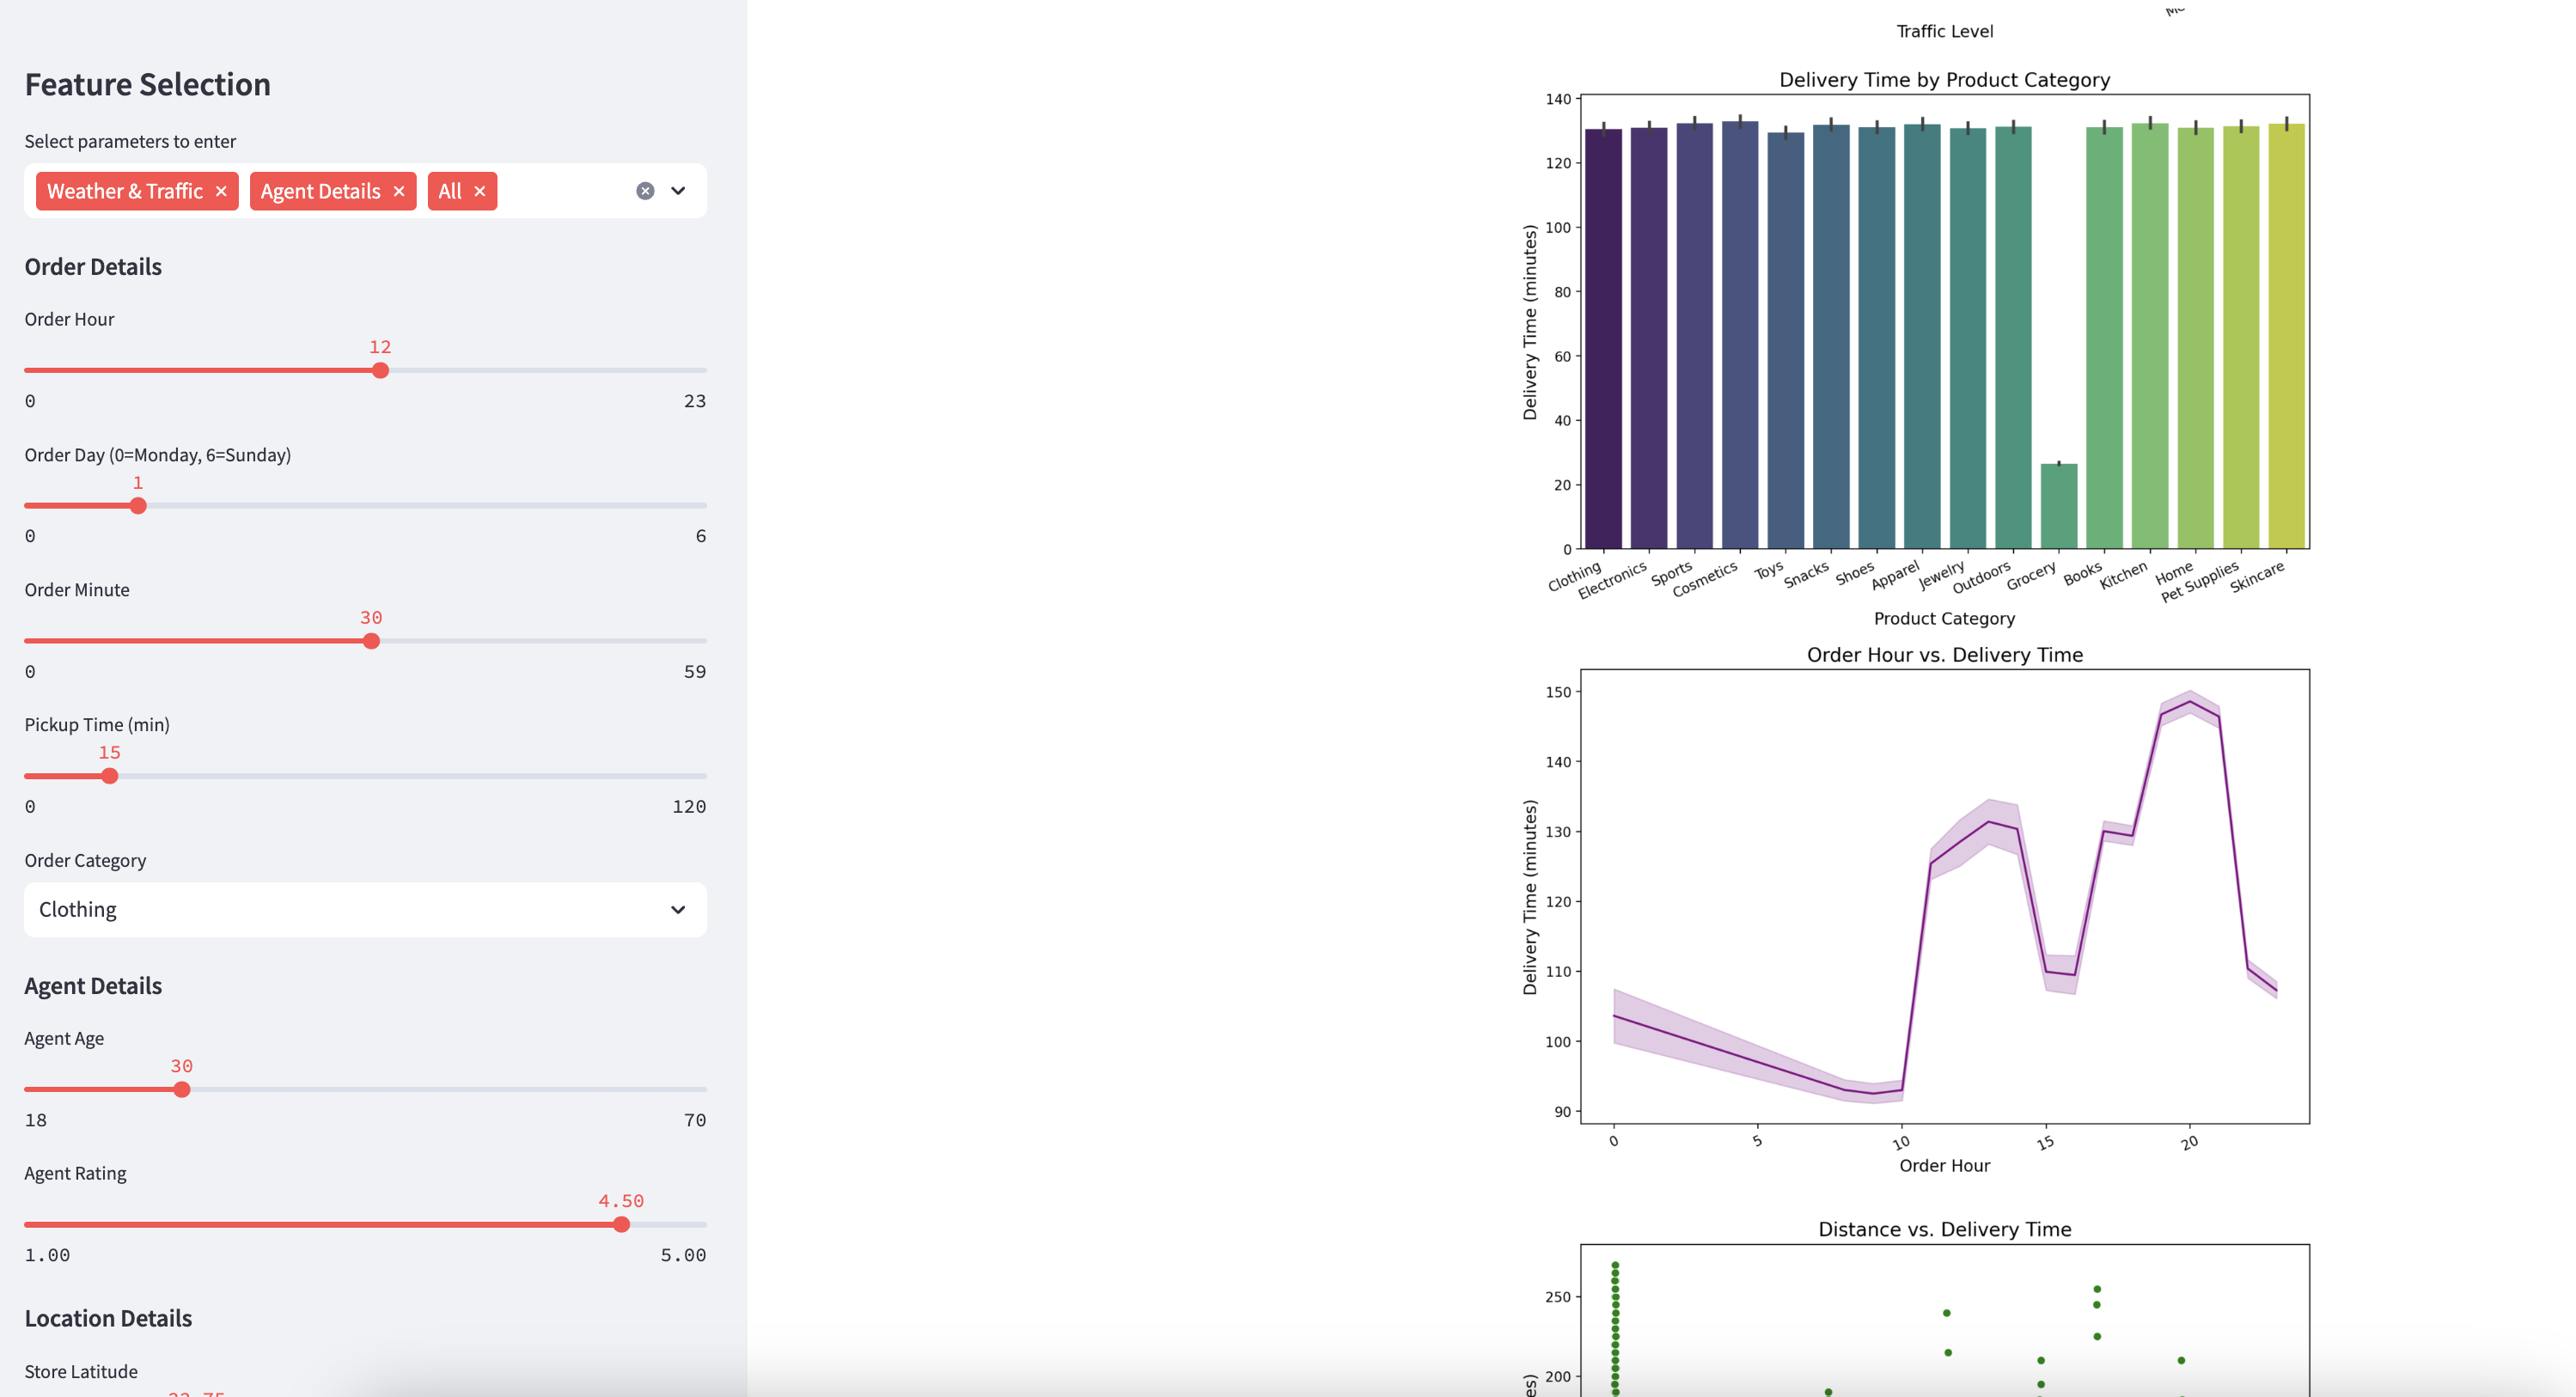 Feature Selection
Select parameters to enter
Weather & Traffic
Agent Details
All
Order Details
Order Hour
12
0
23
Order Day (0=Monday, 6=Sunday)
1
0
6
Order Minute
30
0
59
Pickup Time (min)
15
0
120
Order Category
Clothing
Agent Details
Agent Age
30
18
70
Agent Rating
4.50
1.00
5.00
Location Details
Store Latitude
Traffic Level
Delivery Time by Product Category
Delivery Time (minutes)
140
120
100
80
60
40
20
0
Clothing
Electronics
Sports
Cosmetics
Toys
Snacks
Shoes
Apparel
Jewelry
Outdoors
Grocery
Books
Kitchen
Home
Pet Supplies
Skincare
Product Category
Order Hour vs. Delivery Time
Delivery Time (minutes)
150
140
130
120
110
100
90
0
5
10
15
20
Order Hour
Distance vs. Delivery Time
250
200